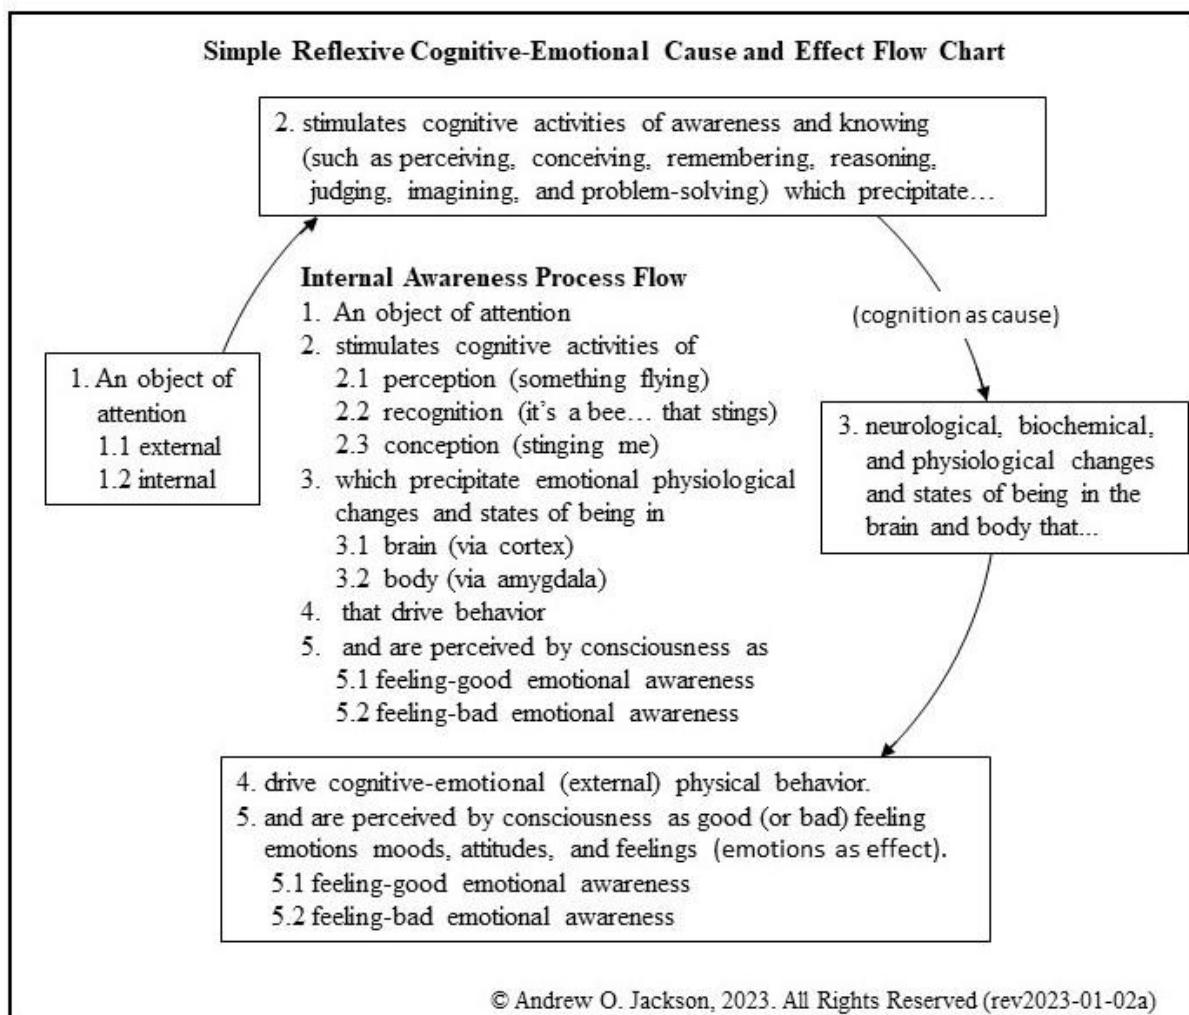 Simple Reflexive Cognitive-Emotional Cause and Effect Flow Chart
2. stimulates cognitive activities of awareness and knowing
(such as perceiving, conceiving, remembering, reasoning,
judging, imagining, and problem-solving) which precipitate…
(cognition as cause)
1. An object of
attention
1.1 external
1.2 internal
Internal Awareness Process Flow
1. An object of attention
2. stimulates cognitive activities of
2.1 perception (something flying)
2.2 recognition (it's a bee… that stings)
2.3 conception (stinging me)
3. which precipitate emotional physiological
changes and states of being in
3.1 brain (via cortex)
3.2 body (via amygdala)
4. that drive behavior
5. and are perceived by consciousness as
5.1 feeling-good emotional awareness
5.2 feeling-bad emotional awareness
3. neurological, biochemical,
and physiological changes
and states of being in the
brain and body that...
4. drive cognitive-emotional (external) physical behavior.
5. and are perceived by consciousness as good (or bad) feeling
emotions moods, attitudes, and feelings (emotions as effect).
5.1 feeling-good emotional awareness
5.2 feeling-bad emotional awareness
© Andrew O. Jackson, 2023. All Rights Reserved (rev2023-01-02a)